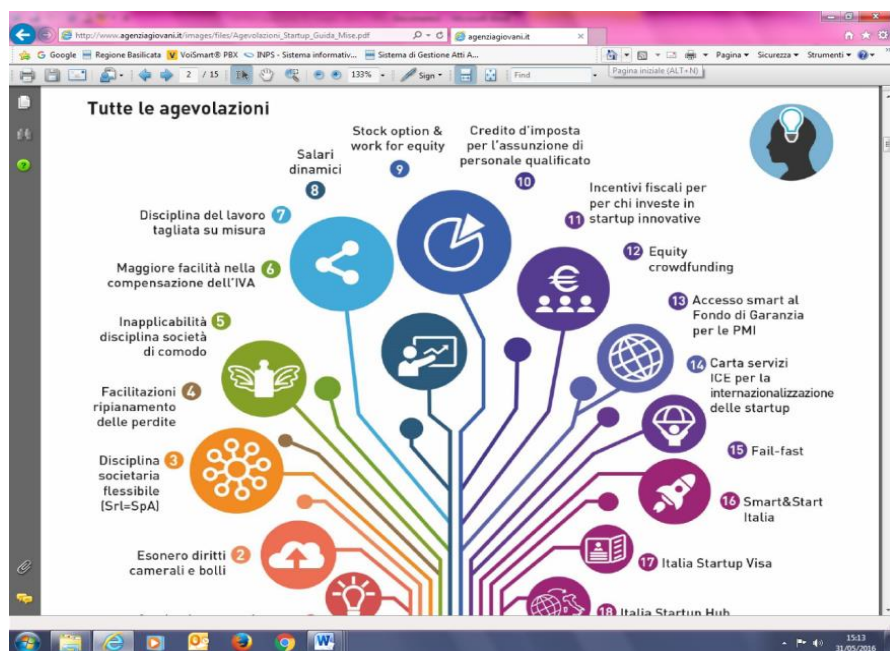 http://www.agenziagiovani.it/images/files/Agevolazioni_Startup_Guida_Mise.pdf
agenziagiovani.it
G Google
Regione Basilicata
VoiSmart® PBX
INPS - Sistema informativ...
Sistema di Gestione Atti A...
Pagina
Sicurezza
Strumenti
2 / 15
133%
Sign
Find
Pagina iniziale (ALT+N)
Tutte le agevolazioni
Stock option &
work for equity
9
Credito d'imposta
per l'assunzione di
personale qualificato
10
Salari
dinamici
8
Incentivi fiscali per
per chi investe in
11 startup innovative
Disciplina del lavoro 7
tagliata su misura
12 Equity
crowdfunding
Maggiore facilità nella 6
compensazione dell'IVA
13 Accesso smart al
Fondo di Garanzia
per le PMI
Inapplicabilità 5
disciplina società
di comodo
14 Carta servizi
ICE per la
internazionalizzazione
delle startup
Facilitazioni 4
ripianamento
delle perdite
15 Fail-fast
Disciplina 3
societaria
flessibile
(Srl=SpA)
16 Smart&Start
Italia
Esonero diritti 2
camerali e bolli
17 Italia Startup Visa
18 Italia Startup Hub
15:13
31/05/2016